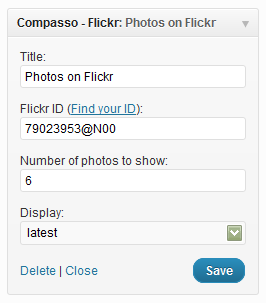 Compasso - Flickr: Photos on Flickr
Title:
Photos on Flickr
Flickr ID (Find your ID):
79023953@N00
Number of photos to show:
6
Display:
latest
Delete | Close Save